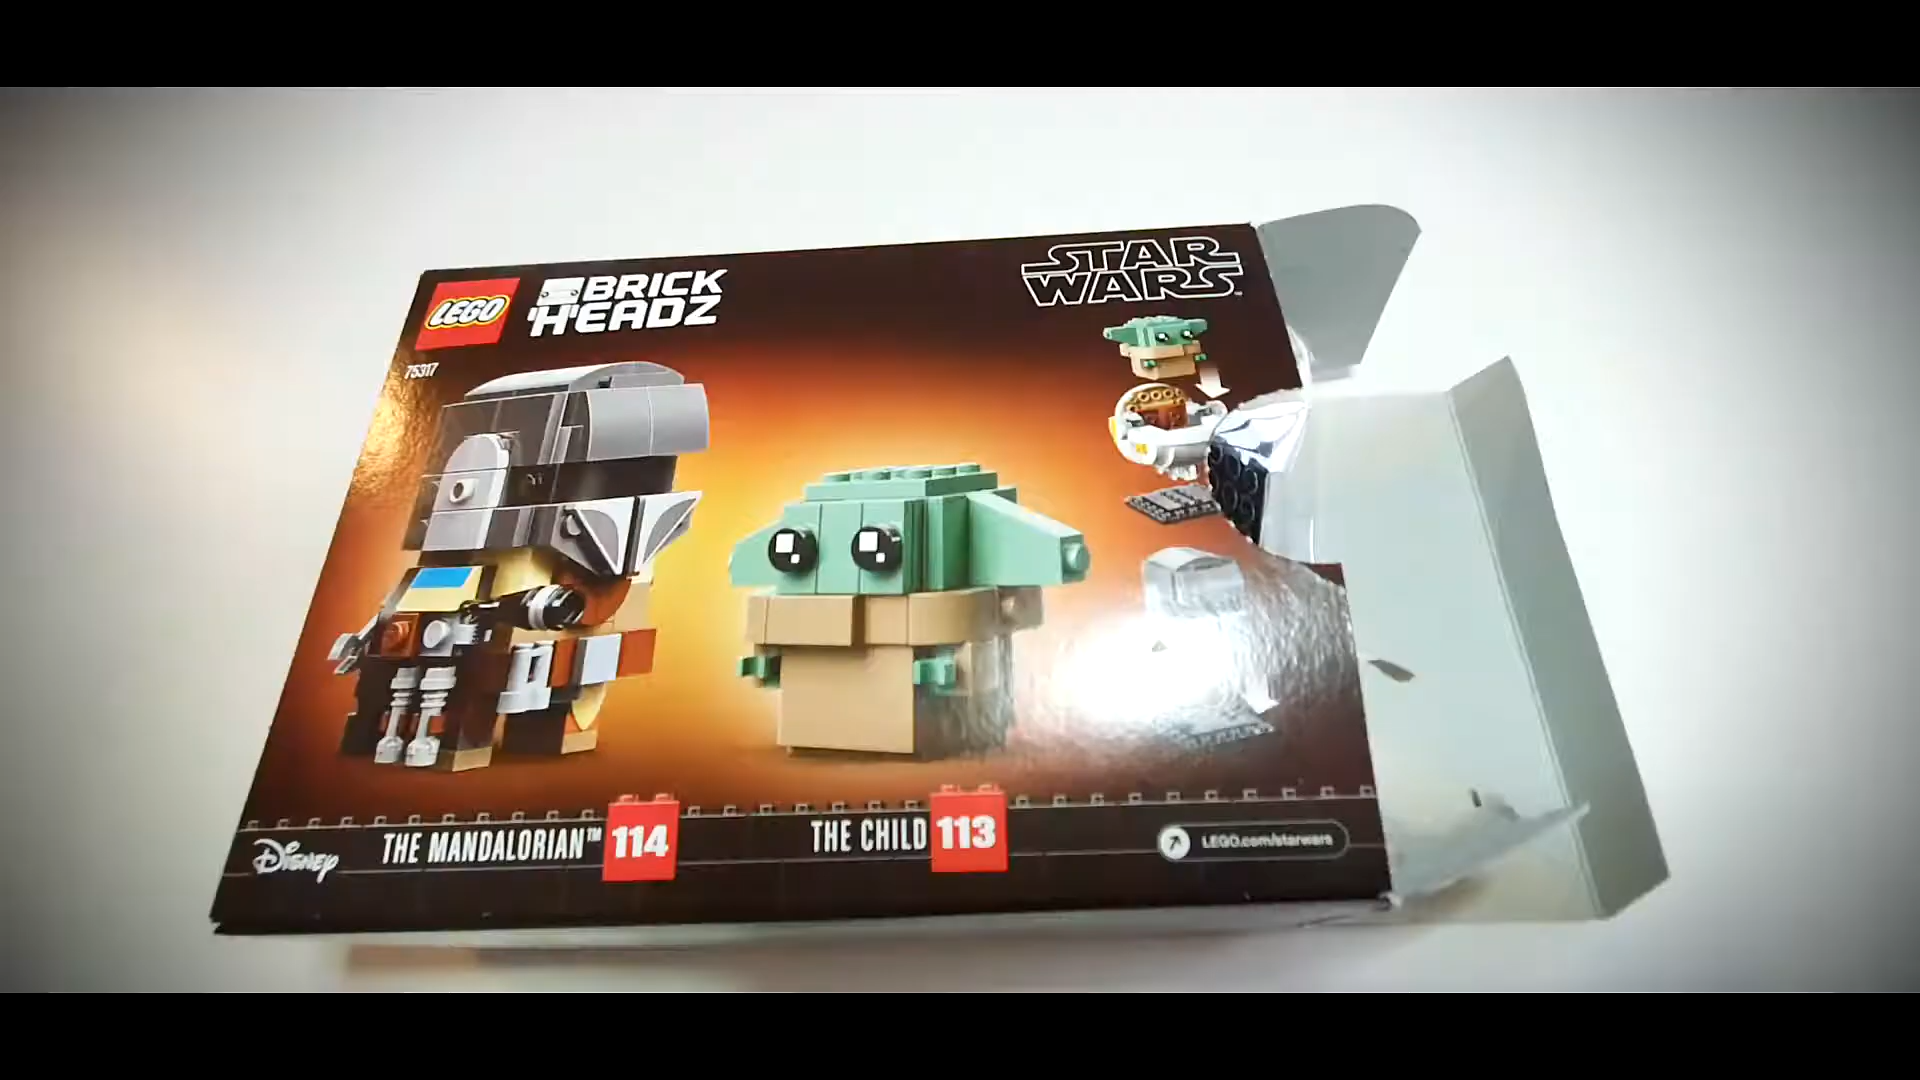 LEGO
BRICK
HEADZ
STAR
WARS
75317
Disney
THE MANDALORIAN™ 114
THE CHILD 113
LEGO.com/starwars